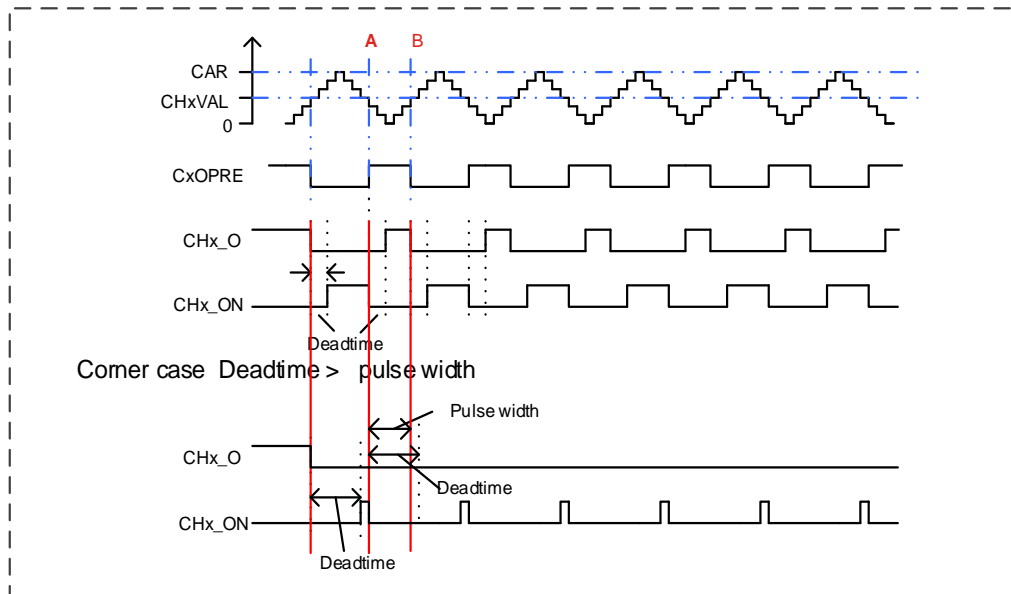 A B
CAR
CHxVAL
0
CxOPRE
CHx_O
CHx_ON
Deadtime
Corner case Deadtime > pulse width
Pulse width
CHx_O
Deadtime
CHx_ON
Deadtime